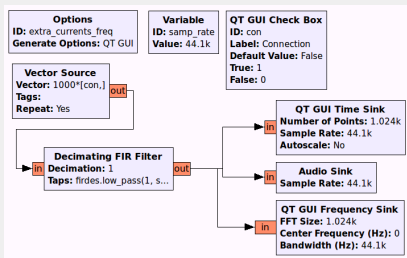 Options
ID: extra_currents_freq
Generate Options: QT GUI
Variable
ID: samp_rate
Value: 44.1k
QT GUI Check Box
ID: con
Label: Connection
Default Value: False
True: 1
False: 0
Vector Source
Vector: 1000*[con,]
Tags:
Repeat: Yes
out
in
Decimating FIR Filter
Decimation: 1
Taps: firdes.low_pass(1, s...
out
in
QT GUI Time Sink
Number of Points: 1.024k
Sample Rate: 44.1k
Autoscale: No
in
Audio Sink
Sample Rate: 44.1k
in
QT GUI Frequency Sink
FFT Size: 1.024k
Center Frequency (Hz): 0
Bandwidth (Hz): 44.1k